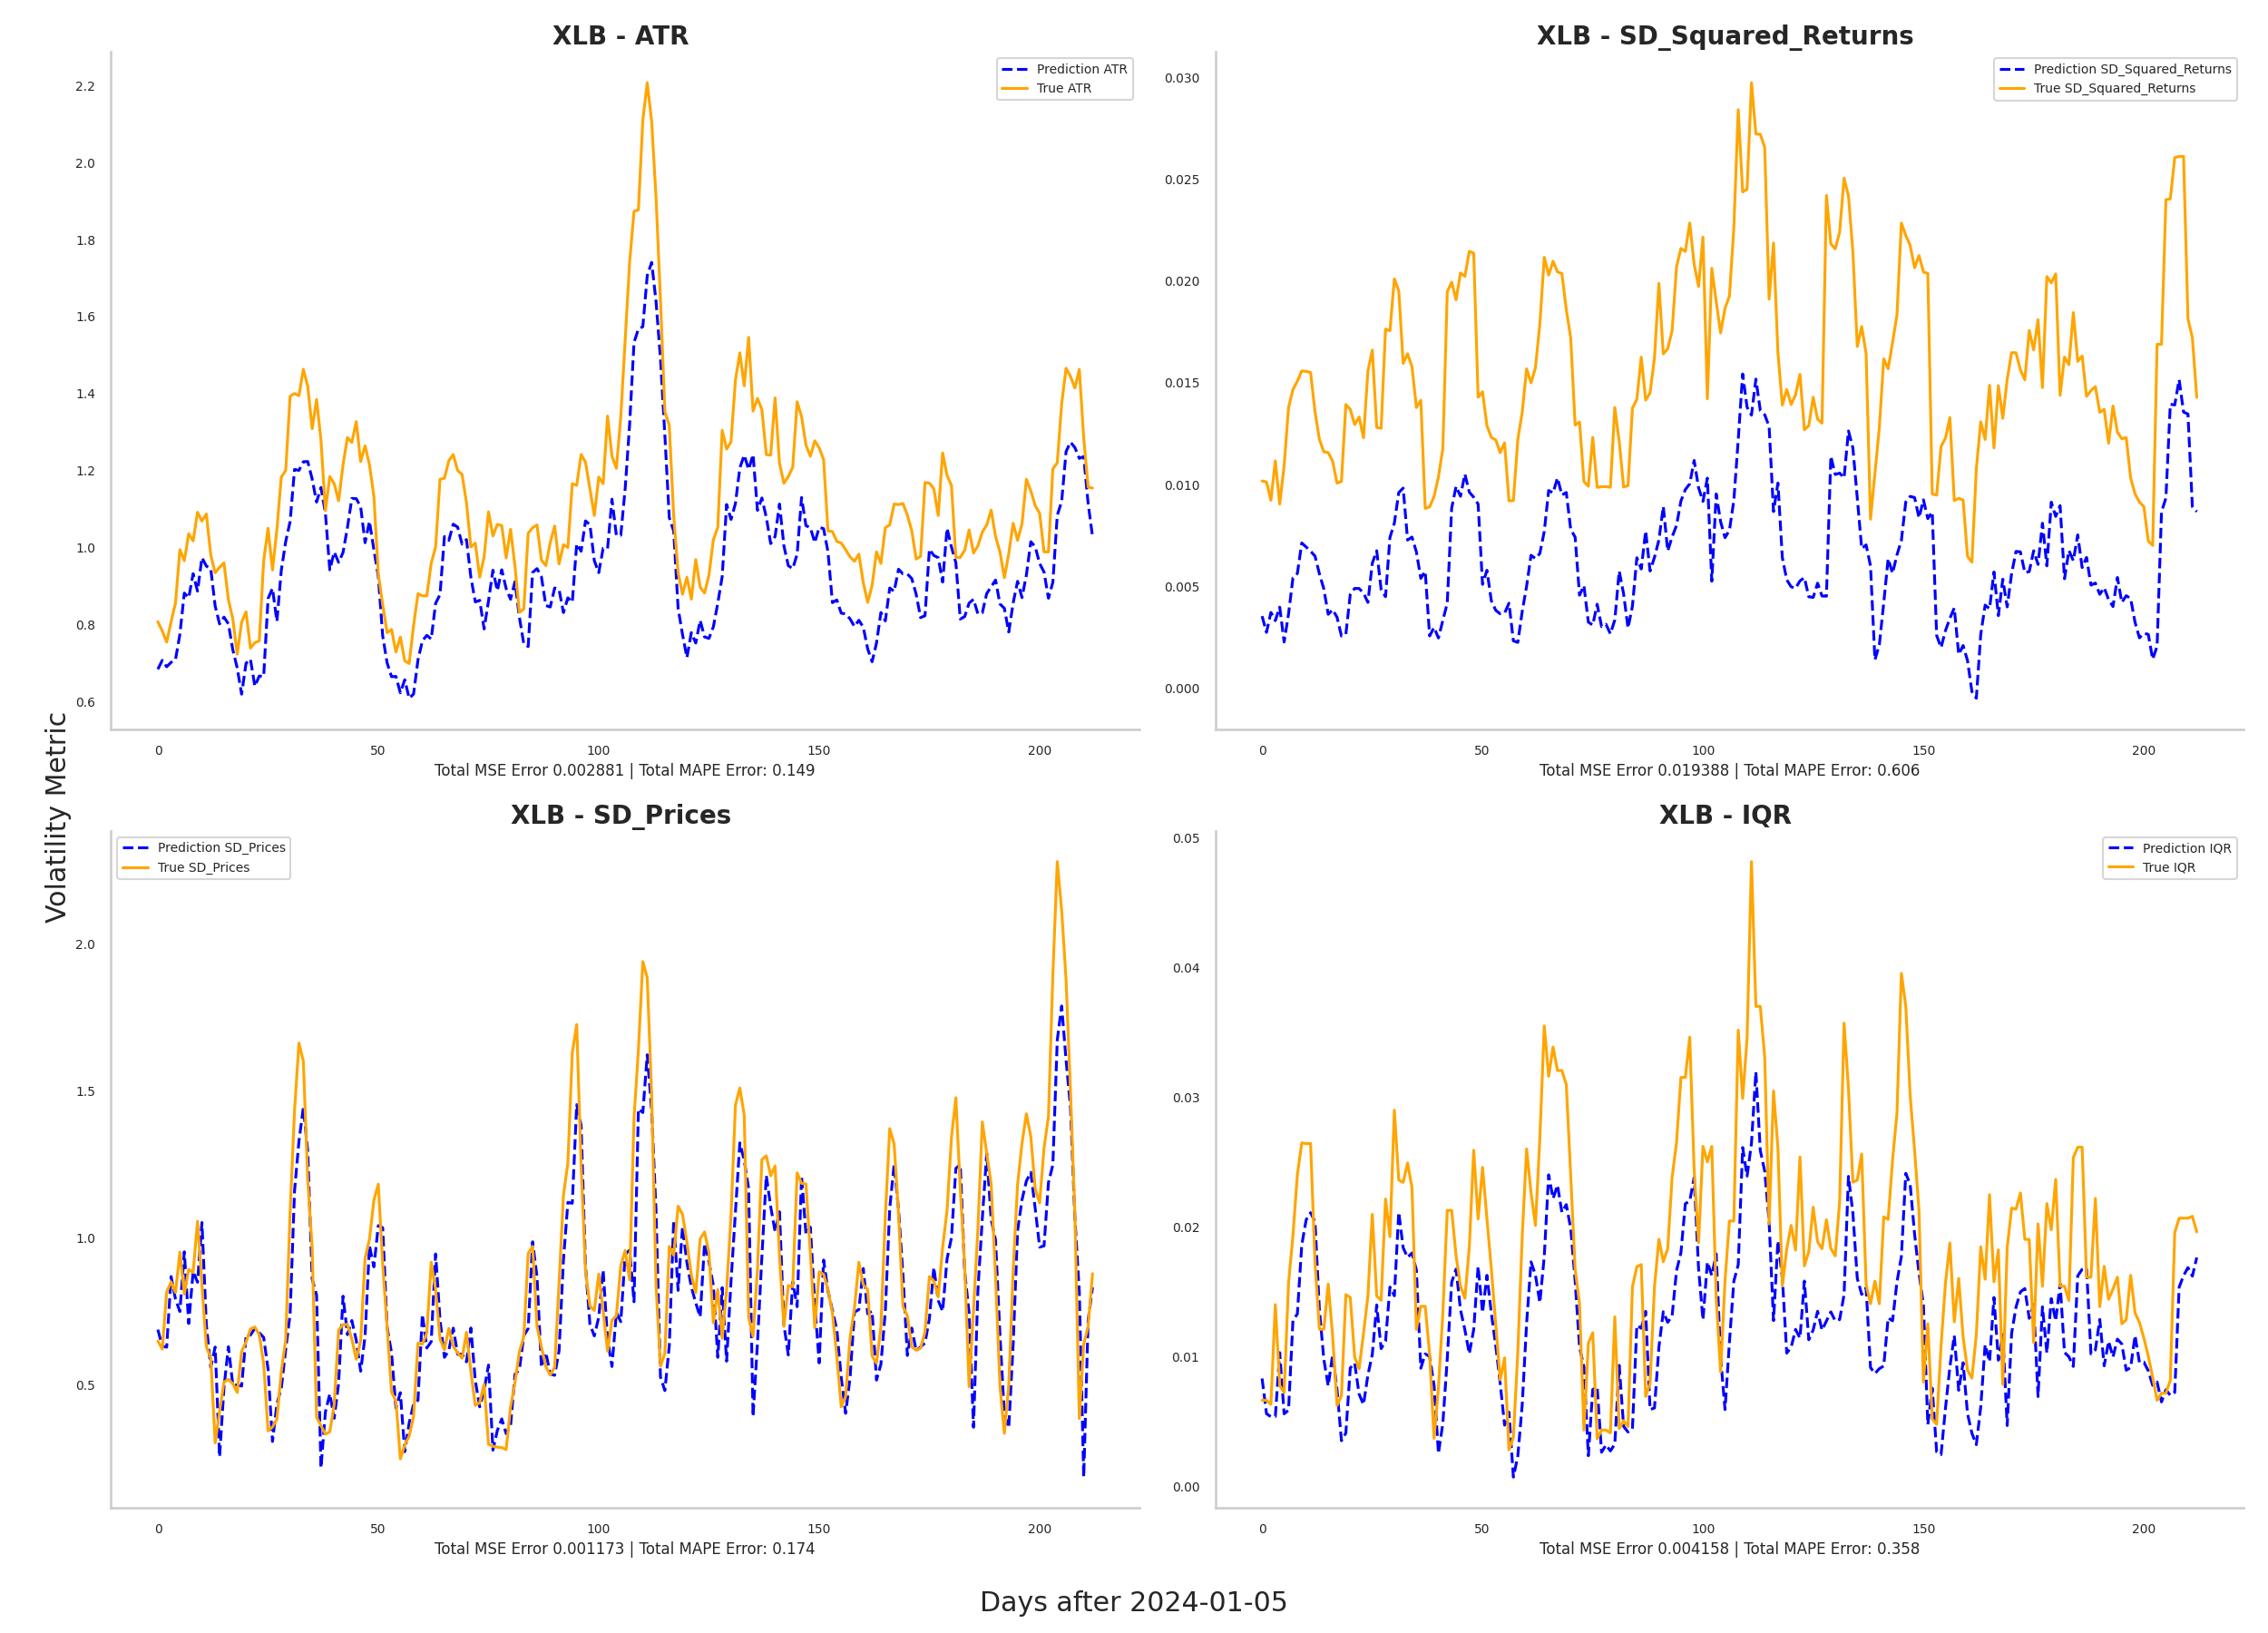 XLB - ATR
Prediction ATR
True ATR
2.2
2.0
1.8
1.6
1.4
1.2
1.0
0.8
0.6
0
50
100
150
200
Total MSE Error 0.002881 | Total MAPE Error: 0.149
XLB - SD_Squared_Returns
Prediction SD_Squared_Returns
True SD_Squared_Returns
0.030
0.025
0.020
0.015
0.010
0.005
0.000
0
50
100
150
200
Total MSE Error 0.019388 | Total MAPE Error: 0.606
Volatility Metric
XLB - SD_Prices
Prediction SD_Prices
True SD_Prices
2.0
1.5
1.0
0.5
0
50
100
150
200
Total MSE Error 0.001173 | Total MAPE Error: 0.174
XLB - IQR
Prediction IQR
True IQR
0.05
0.04
0.03
0.02
0.01
0.00
0
50
100
150
200
Total MSE Error 0.004158 | Total MAPE Error: 0.358
Days after 2024-01-05